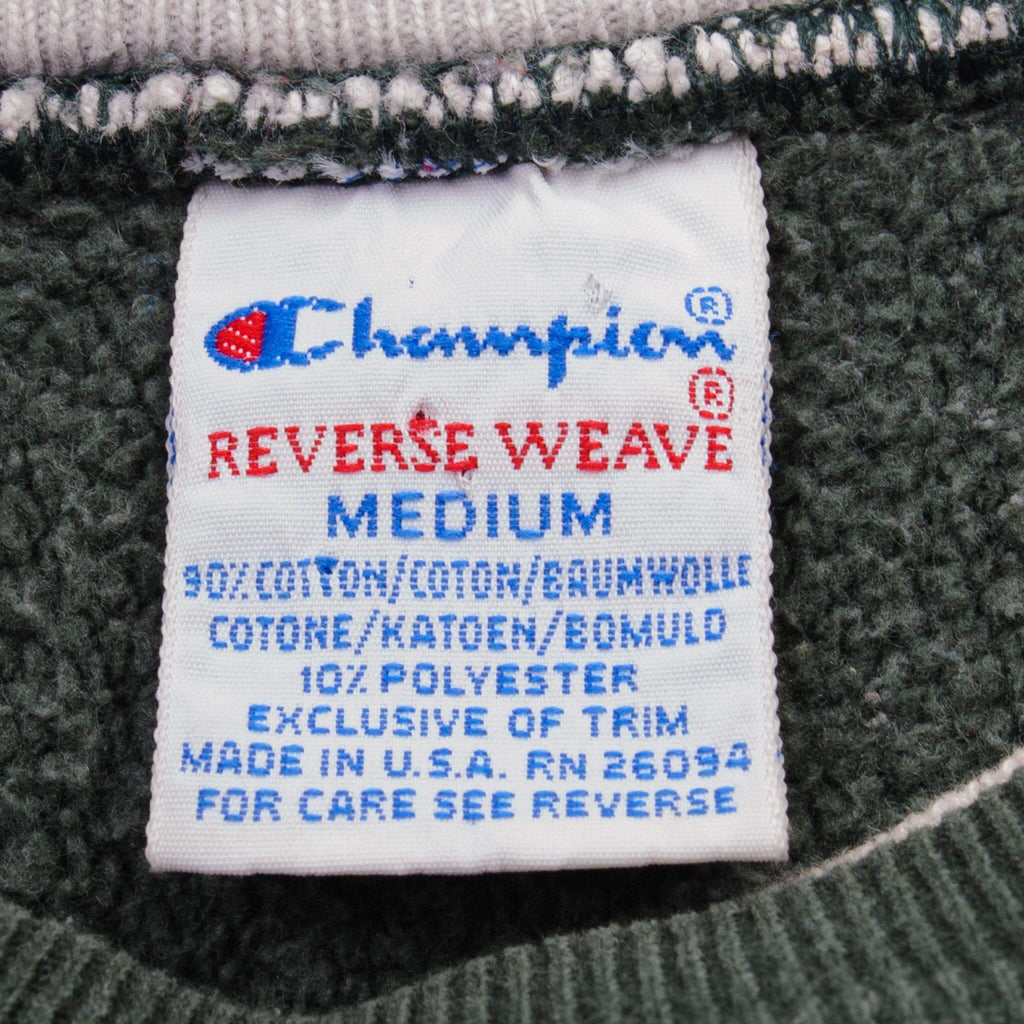 Champion®
REVERSE WEAVE®
MEDIUM
90% COTTON/COTON/BAUMWOLLE
COTONE/KATOEN/BOMULD
10% POLYESTER
EXCLUSIVE OF TRIM
MADE IN U.S.A. RN 26094
FOR CARE SEE REVERSE